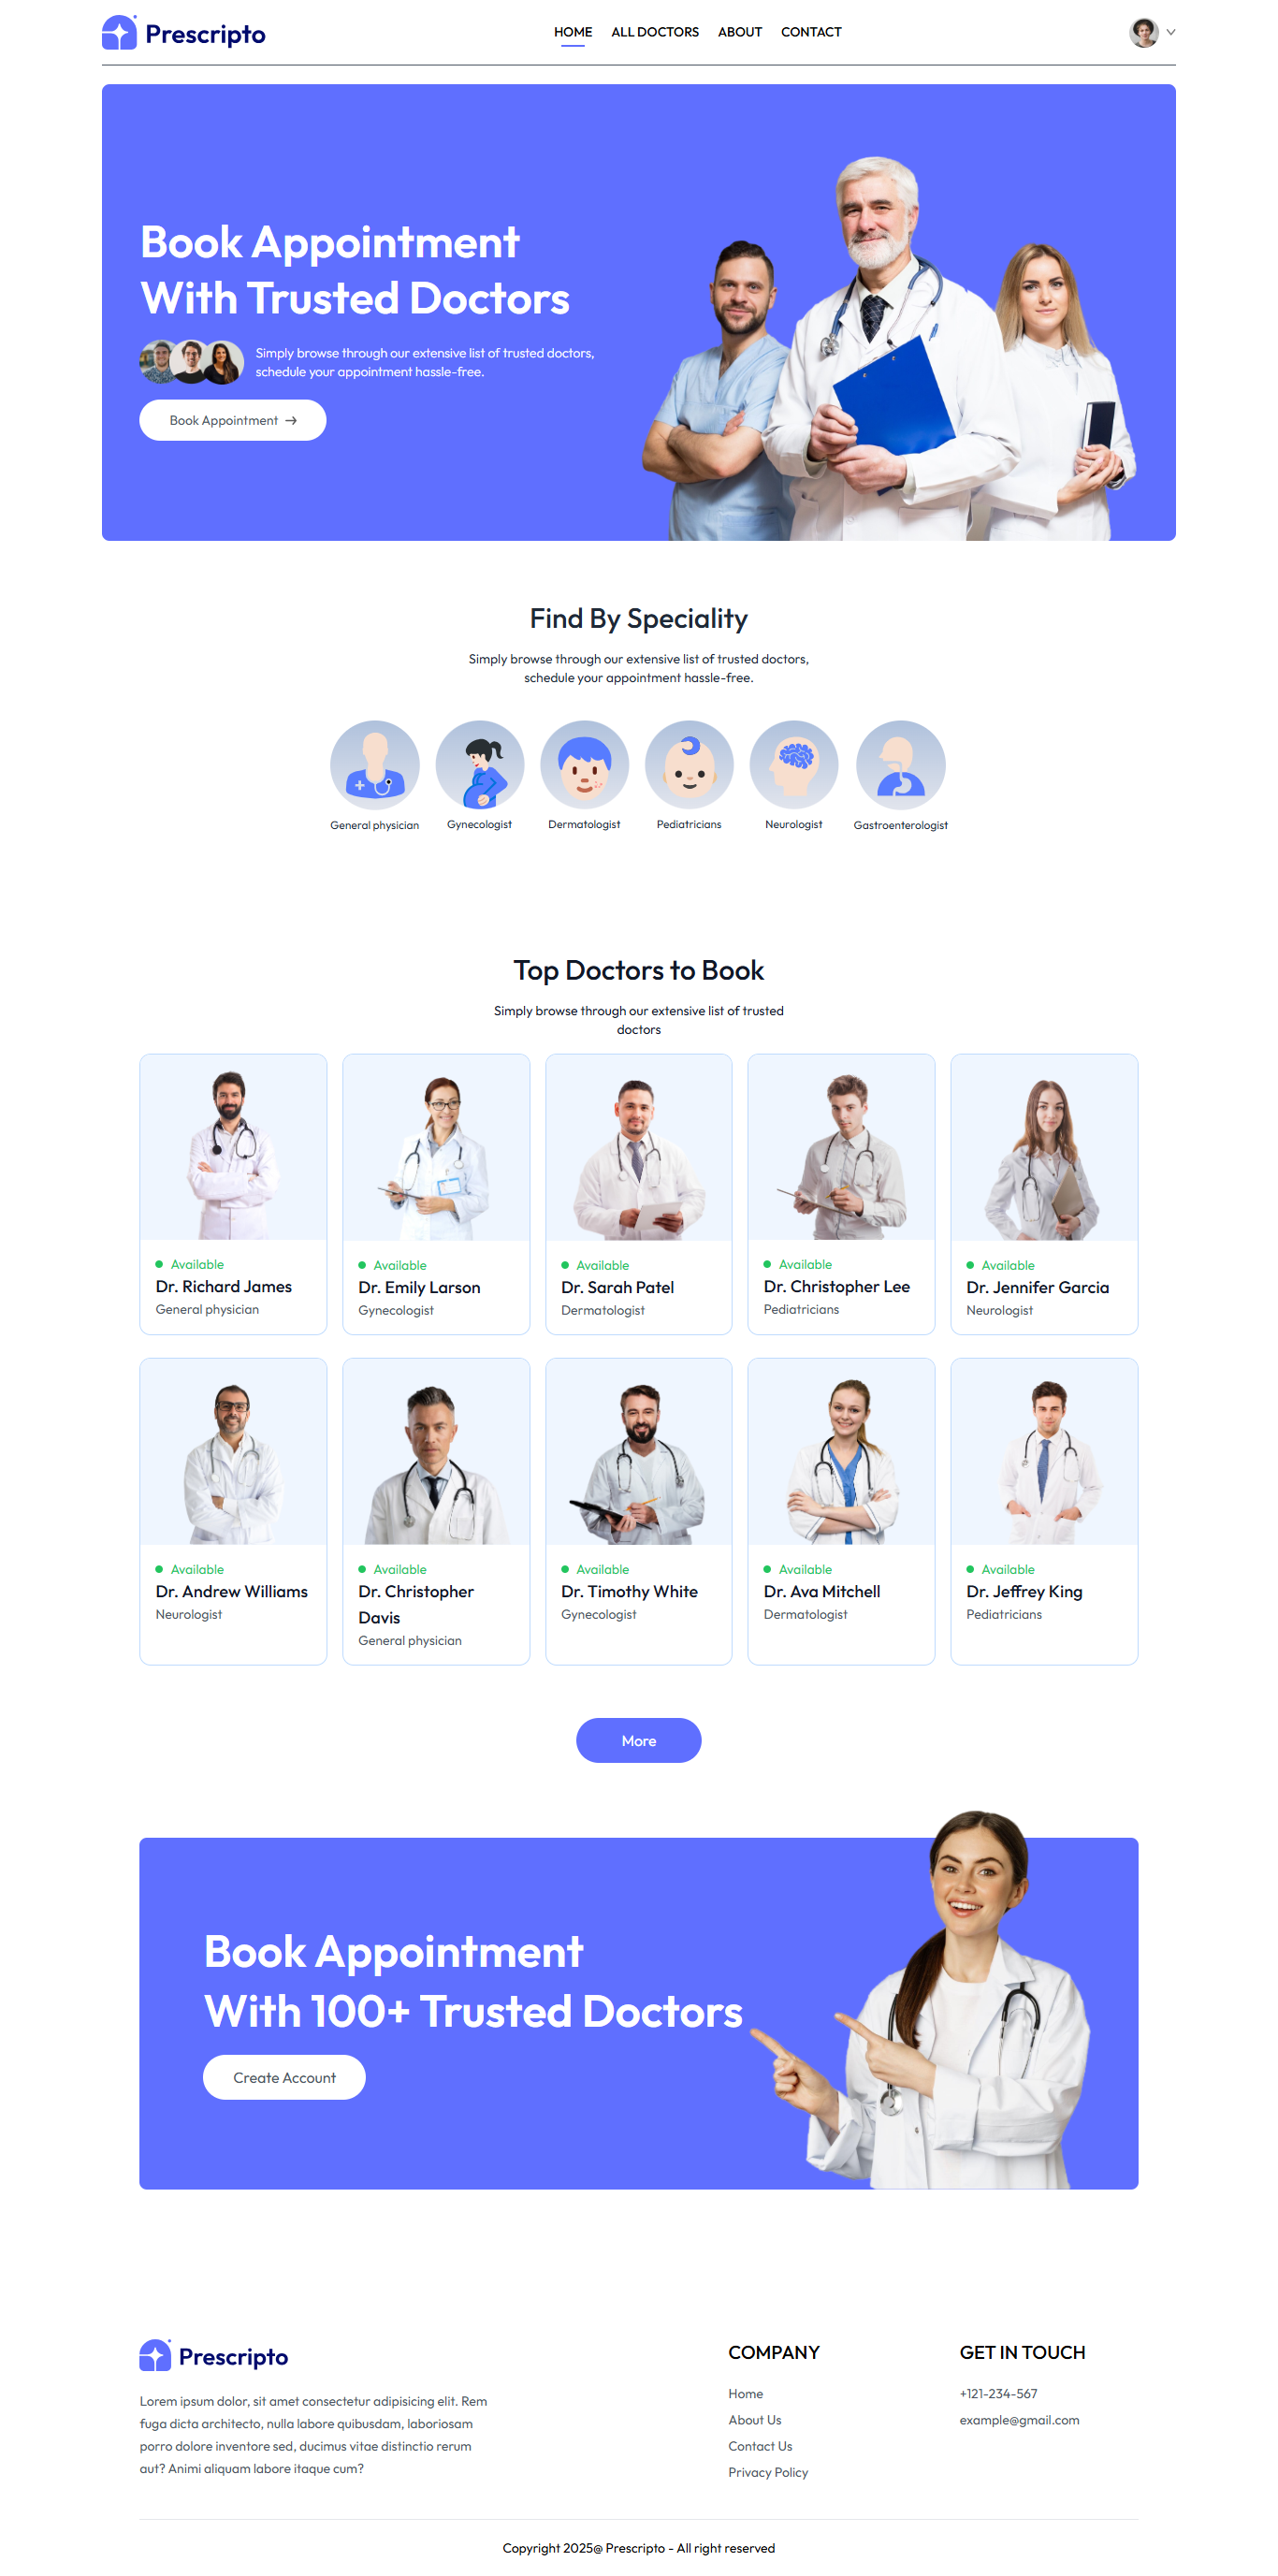 Prescripto
HOME
ALL DOCTORS
ABOUT
CONTACT
Book Appointment
With Trusted Doctors
Simply browse through our extensive list of trusted doctors,
schedule your appointment hassle-free.
Book Appointment →
Find By Speciality
Simply browse through our extensive list of trusted doctors,
schedule your appointment hassle-free.
General physician
Gynecologist
Dermatologist
Pediatricians
Neurologist
Gastroenterologist
Top Doctors to Book
Simply browse through our extensive list of trusted
doctors
Available
Dr. Richard James
General physician
Available
Dr. Emily Larson
Gynecologist
Available
Dr. Sarah Patel
Dermatologist
Available
Dr. Christopher Lee
Pediatricians
Available
Dr. Jennifer Garcia
Neurologist
Available
Dr. Andrew Williams
Neurologist
Available
Dr. Christopher
Davis
General physician
Available
Dr. Timothy White
Gynecologist
Available
Dr. Ava Mitchell
Dermatologist
Available
Dr. Jeffrey King
Pediatricians
More
Book Appointment
With 100+ Trusted Doctors
Create Account
Prescripto
Lorem ipsum dolor, sit amet consectetur adipisicing elit. Rem
fuga dicta architecto, nulla labore quibusdam, laboriosam
porro dolore inventore sed, ducimus vitae distinctio rerum
aut? Animi aliquam labore itaque cum?
COMPANY
Home
About Us
Contact Us
Privacy Policy
GET IN TOUCH
+121-234-567
example@gmail.com
Copyright 2025@ Prescripto - All right reserved